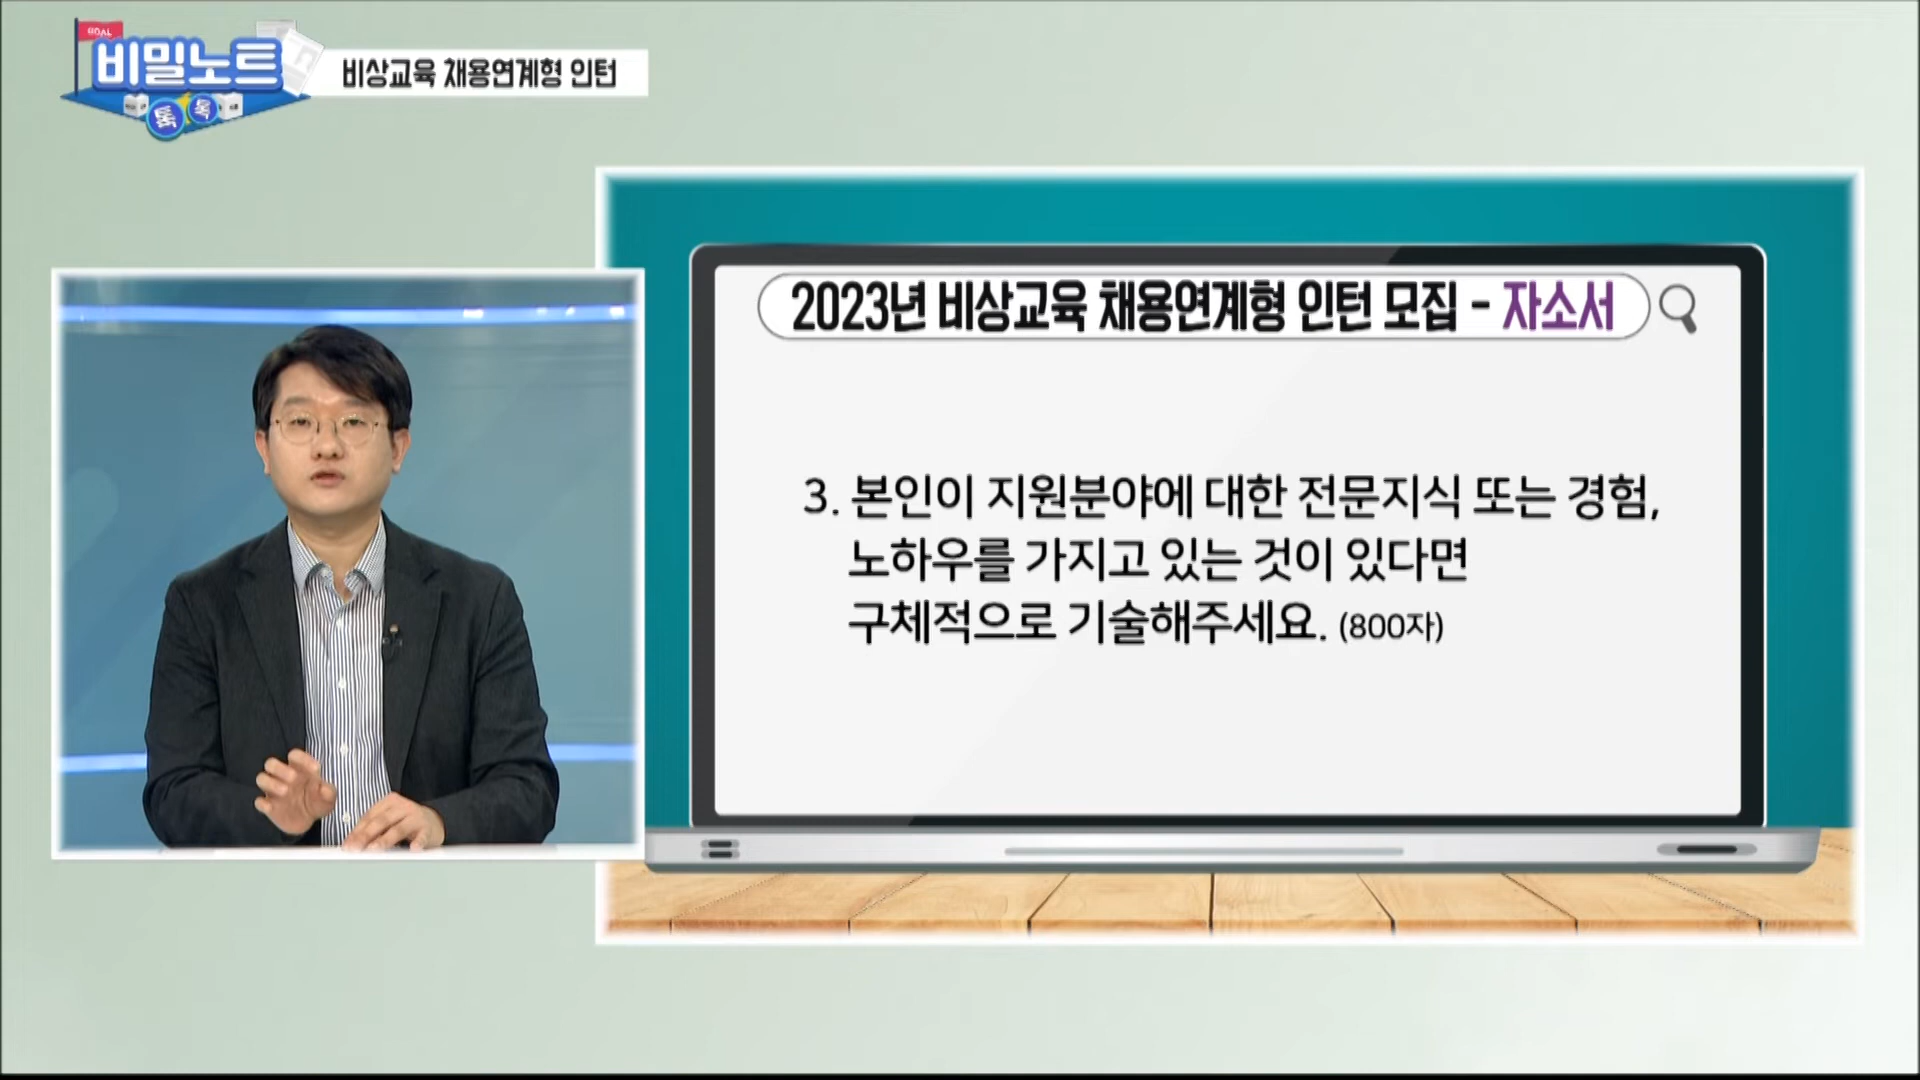 GOAL
비밀노트
톡 톡
비상교육 채용연계형 인턴
2023년 비상교육 채용연계형 인턴 모집 - 자소서
3. 본인이 지원분야에 대한 전문지식 또는 경험,
노하우를 가지고 있는 것이 있다면
구체적으로 기술해주세요. (800자)